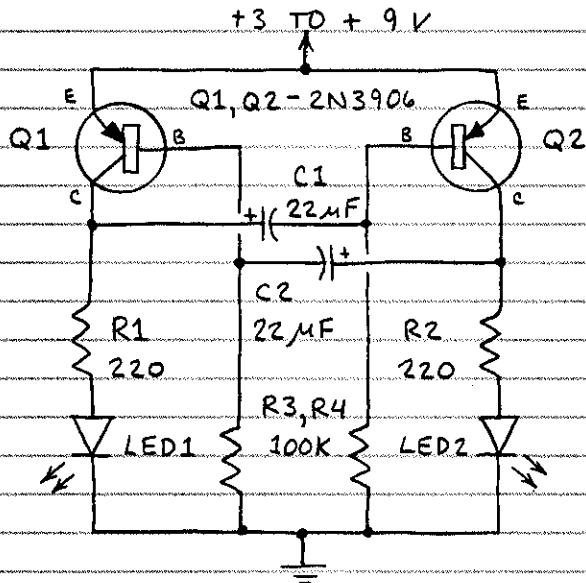 +3 TO + 9 V
E
Q1, Q2 - 2N3906
E
Q1
B
B
Q2
C
C1
C
+
22 µF
+
C2
22 µF
R1
220
R2
220
R3, R4
100K
LED1
LED2